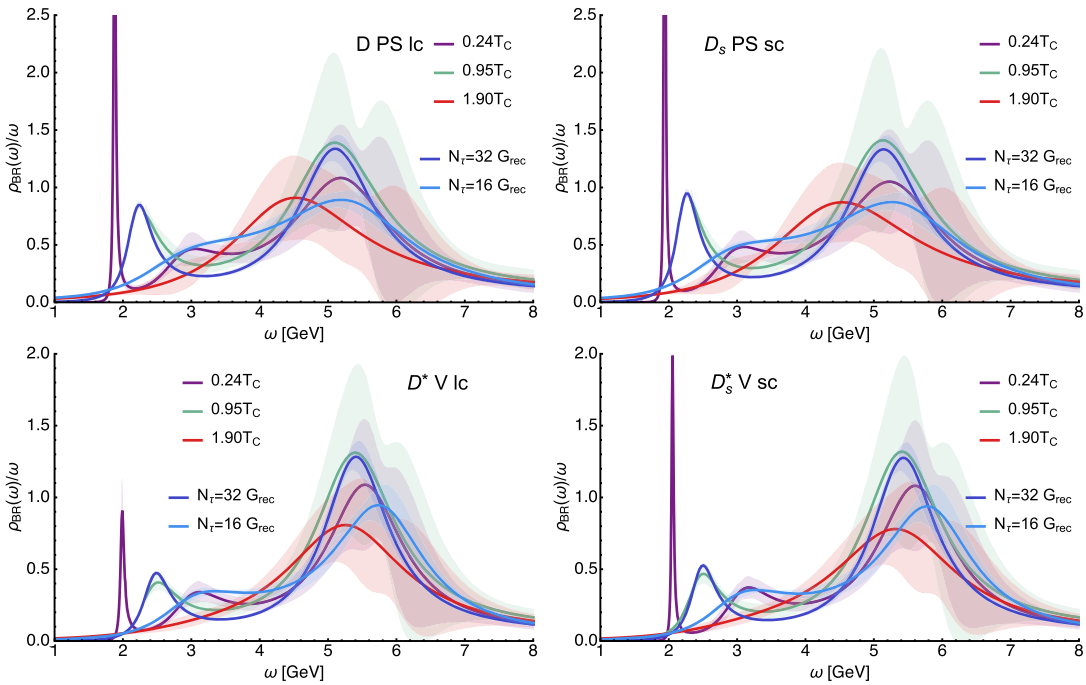 D PS lc
0.24T_C
0.95T_C
1.90T_C
N_τ=32 G_rec
N_τ=16 G_rec
ρ_BR(ω)/ω
2.5
2.0
1.5
1.0
0.5
0.0
1 2 3 4 5 6 7 8
ω [GeV]
D_s PS sc
0.24T_C
0.95T_C
1.90T_C
N_τ=32 G_rec
N_τ=16 G_rec
ρ_BR(ω)/ω
2.5
2.0
1.5
1.0
0.5
0.0
1 2 3 4 5 6 7 8
ω [GeV]
D* V lc
0.24T_C
0.95T_C
1.90T_C
N_τ=32 G_rec
N_τ=16 G_rec
ρ_BR(ω)/ω
2.0
1.5
1.0
0.5
0.0
1 2 3 4 5 6 7 8
ω [GeV]
D_s* V sc
0.24T_C
0.95T_C
1.90T_C
N_τ=32 G_rec
N_τ=16 G_rec
ρ_BR(ω)/ω
2.0
1.5
1.0
0.5
0.0
1 2 3 4 5 6 7 8
ω [GeV]